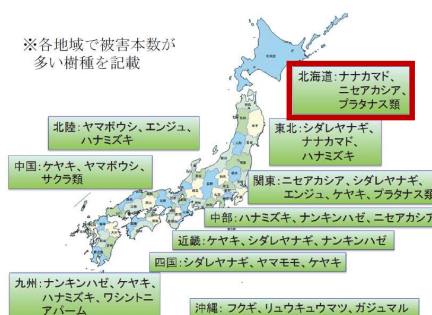 ※各地域で被害本数が
多い樹種を記載
北海道:ナナカマド、
ニセアカシア、
プラタナス類
北陸:ヤマボウシ、エンジュ、
ハナミズキ
東北:シダレヤナギ、
ナナカマド、
ハナミズキ
中国:ケヤキ、ヤマボウシ、
サクラ類
関東:ニセアカシア、シダレヤナギ、
エンジュ、ケヤキ、プラタナス類
中部:ハナミズキ、ナンキンハゼ、ニセアカシア
近畿:ケヤキ、シダレヤナギ、ナンキンハゼ
四国:シダレヤナギ、ヤマモモ、ケヤキ
九州:ナンキンハゼ、ケヤキ、
ハナミズキ、ワシントニ
アパーム
沖縄:フクギ、リュウキュウマツ、ガジュマル